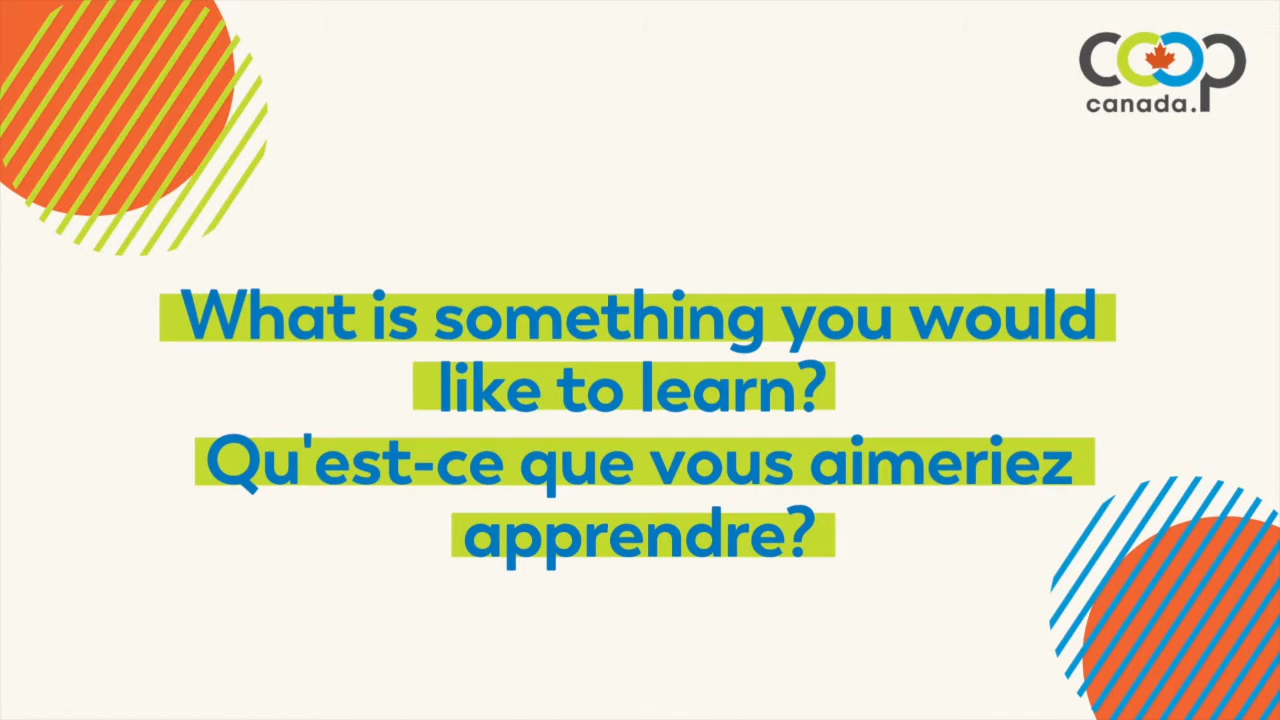 coop
canada.
What is something you would
like to learn?
Qu'est-ce que vous aimeriez
apprendre?